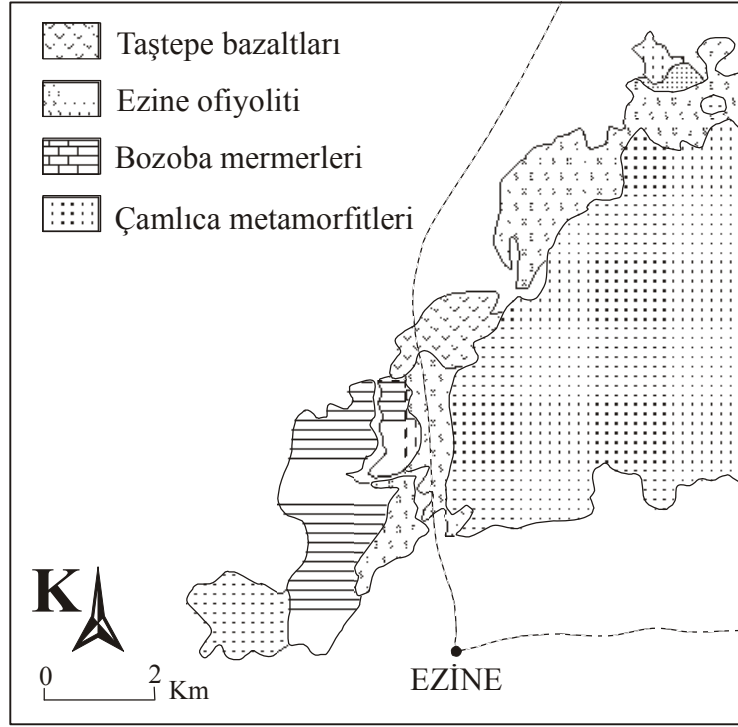 Taştepe bazaltları
Ezine ofiyoliti
Bozoba mermerleri
Çamlıca metamorfitleri
K
0 2
Km
EZİNE